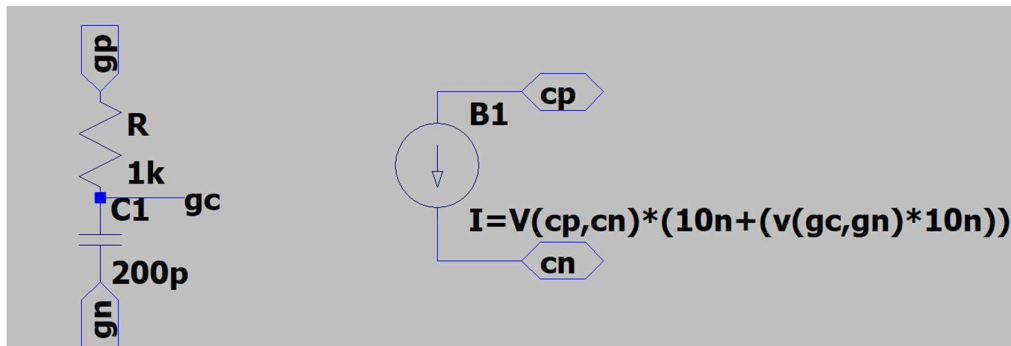 gp
R
1k
C1
gc
200p
gn
cp
B1
I=V(cp,cn)*(10n+(v(gc,gn)*10n))
cn